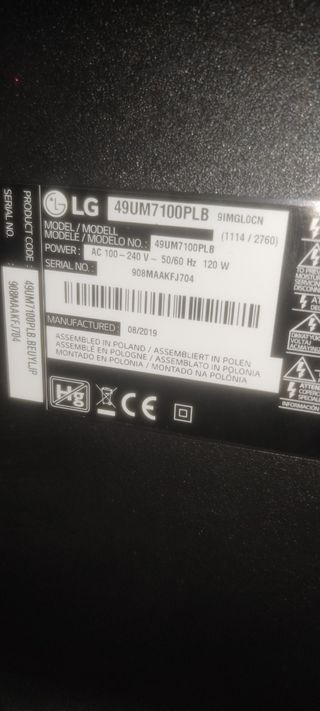 LG 49UM7100PLB 9IMGL0CN
(1114 / 2760)
MODEL / MODELL
MODÈLE / MODELO NO. : 49UM7100PLB
POWER : AC 100-240 V ~ 50/60 Hz 120 W
SERIAL NO. : 908MAAKFJ704
MANUFACTURED : 08/2019
ASSEMBLED IN POLAND / ASSEMBLIERT IN POLEN
ASSEMBLÉ EN POLOGNE / ASSEMBLATO IN POLONIA
MONTADO EN POLONIA / MONTADO NA POLÓNIA
Hg
CE
PRODUCT CODE : 49UM7100PLB.BEUYLJP
SERIAL NO. : 908MAAKFJ704
INFORMACIÓN